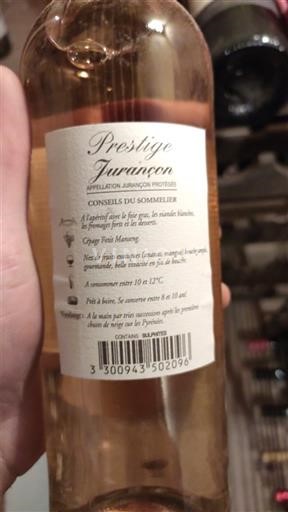 Prestige
Jurançon
APPELLATION JURANÇON PROTÉGÉE
CONSEILS DU SOMMELIER
A l'apéritif avec le foie gras, les viandes blanches,
les fromages forts et les desserts.
Cépage Petit Manseng.
Nez de fruits exotiques (ananas, mangue) bouche ample,
gourmande, belle vivacité en fin de bouche.
A consommer entre 10 et 12°C.
Prêt à boire, Se conserve entre 8 et 10 ans.
A la main par tries successives après les premières
chutes de neige sur les Pyrénées.
CONTAINS SULPHITES
3 300943 502096